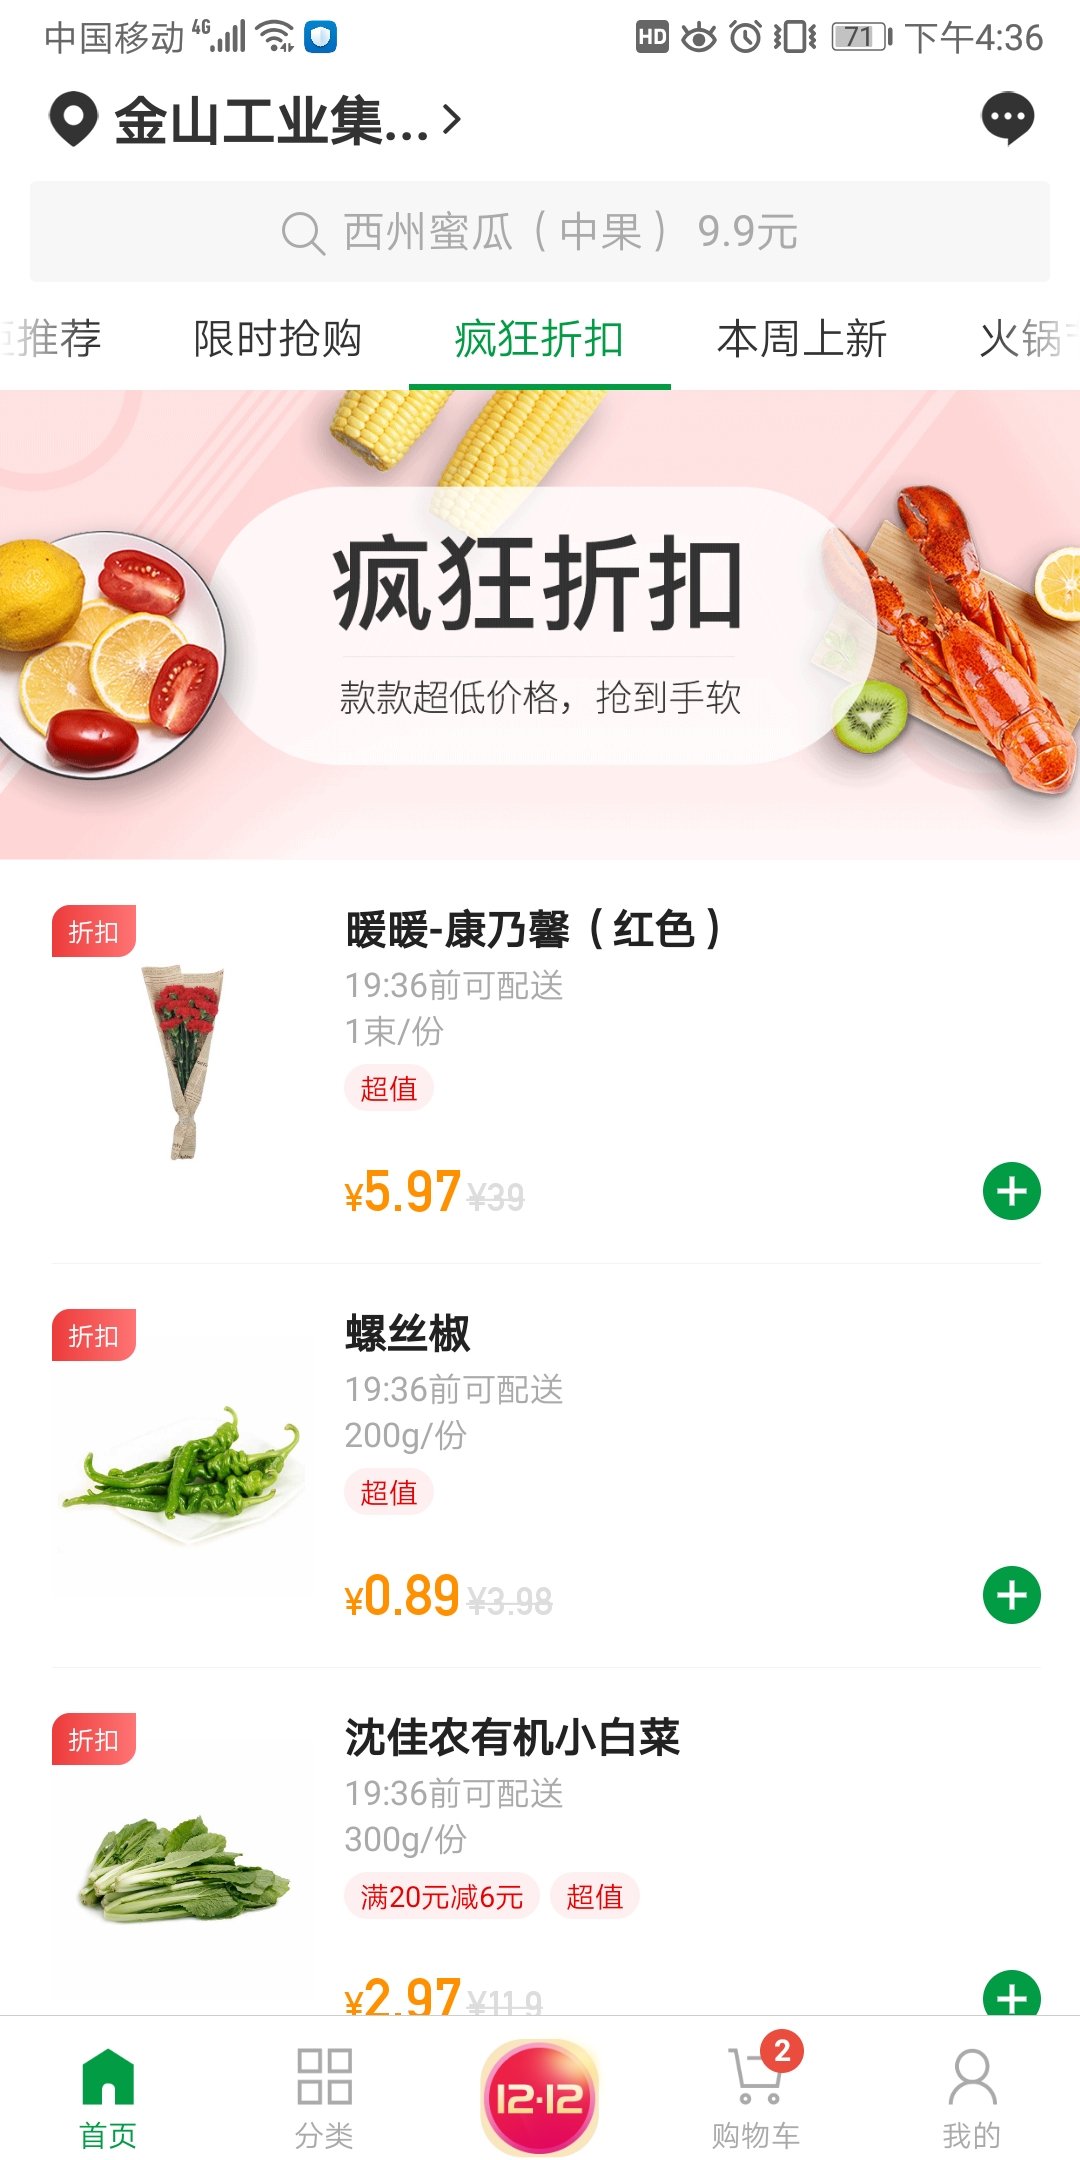 中国移动 4G HD 71 下午4:36
金山工业集...
西州蜜瓜（中果） 9.9元
推荐 限时抢购 疯狂折扣 本周上新 火锅
疯狂折扣
款款超低价格，抢到手软
折扣
暖暖-康乃馨（红色）
19:36前可配送
1束/份
超值
¥5.97 ¥39
折扣
螺丝椒
19:36前可配送
200g/份
超值
¥0.89 ¥3.98
折扣
沈佳农有机小白菜
19:36前可配送
300g/份
满20元减6元 超值
¥2.97 ¥11.9
12·12
2
首页 分类 购物车 我的